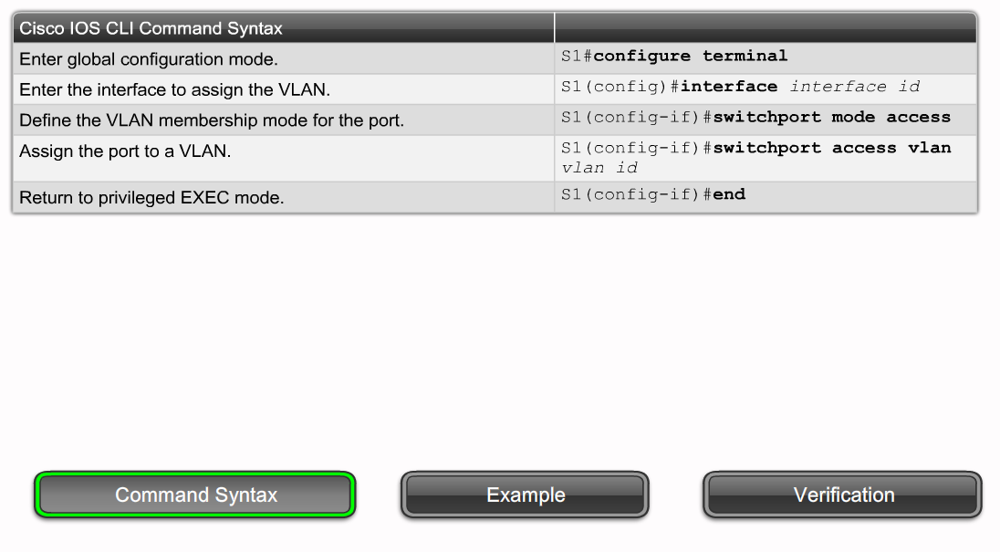 Cisco IOS CLI Command Syntax
Enter global configuration mode. S1#configure terminal
Enter the interface to assign the VLAN. S1(config)#interface interface id
Define the VLAN membership mode for the port. S1(config-if)#switchport mode access
Assign the port to a VLAN. S1(config-if)#switchport access vlan
vlan id
Return to privileged EXEC mode. S1(config-if)#end
Command Syntax Example Verification